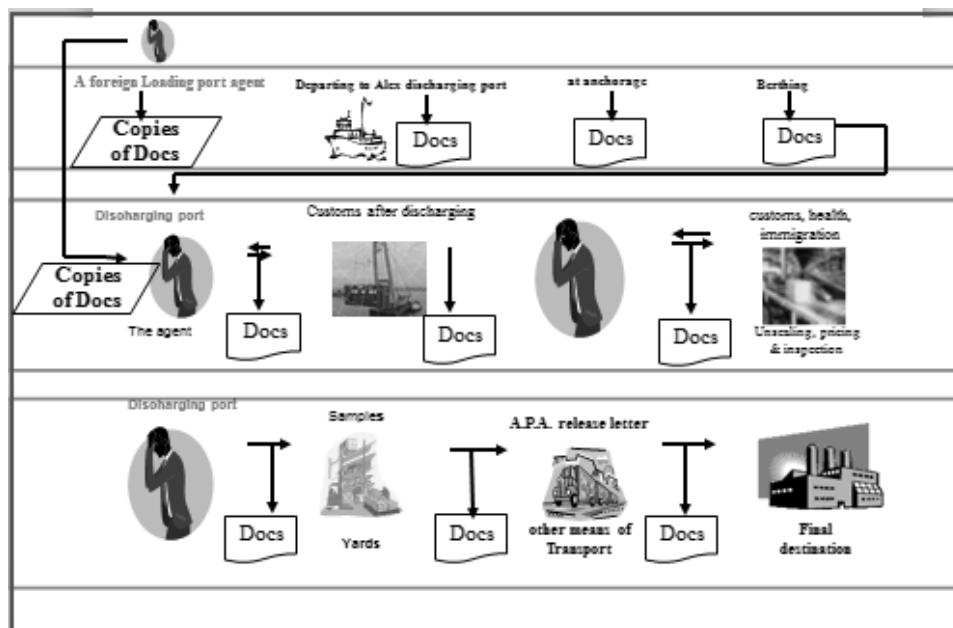 A foreign Loading port agent
Departing to Alex discharging port
at anchorage
Berthing
Copies
of Docs
Docs
Docs
Docs
Discharging port
Customs after discharging
customs, health,
immigration
Copies
of Docs
The agent
Docs
Docs
Docs
Unsealing, pricing
& inspection
Discharging port
Samples
A.P.A. release letter
Docs
Yards
Docs
other means of
Transport
Docs
Final
destination